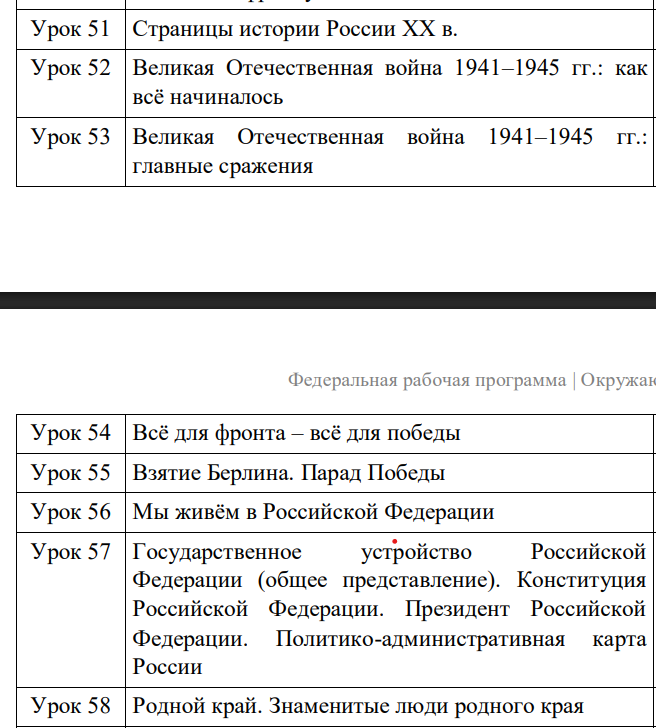 Урок 51 Страницы истории России XX в.
Урок 52 Великая Отечественная война 1941–1945 гг.: как
всё начиналось
Урок 53 Великая Отечественная война 1941–1945 гг.:
главные сражения
Федеральная рабочая программа | Окружаю
Урок 54 Всё для фронта – всё для победы
Урок 55 Взятие Берлина. Парад Победы
Урок 56 Мы живём в Российской Федерации
Урок 57 Государственное устройство Российской
Федерации (общее представление). Конституция
Российской Федерации. Президент Российской
Федерации. Политико-административная карта
России
Урок 58 Родной край. Знаменитые люди родного края